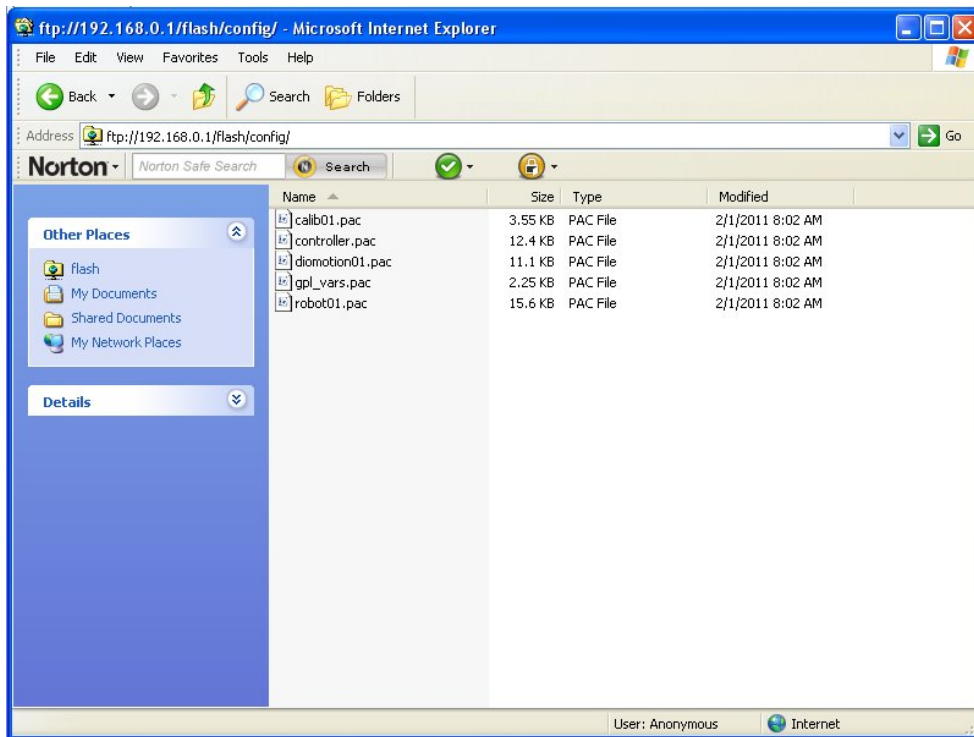 ftp://192.168.0.1/flash/config/ - Microsoft Internet Explorer
File Edit View Favorites Tools Help
Back Search Folders
Address ftp://192.168.0.1/flash/config/ Go
Norton Norton Safe Search Search
Name Size Type Modified
calib01.pac 3.55 KB PAC File 2/1/2011 8:02 AM
controller.pac 12.4 KB PAC File 2/1/2011 8:02 AM
diomotion01.pac 11.1 KB PAC File 2/1/2011 8:02 AM
gpl_vars.pac 2.25 KB PAC File 2/1/2011 8:02 AM
robot01.pac 15.6 KB PAC File 2/1/2011 8:02 AM
Other Places
flash
My Documents
Shared Documents
My Network Places
Details
User: Anonymous Internet